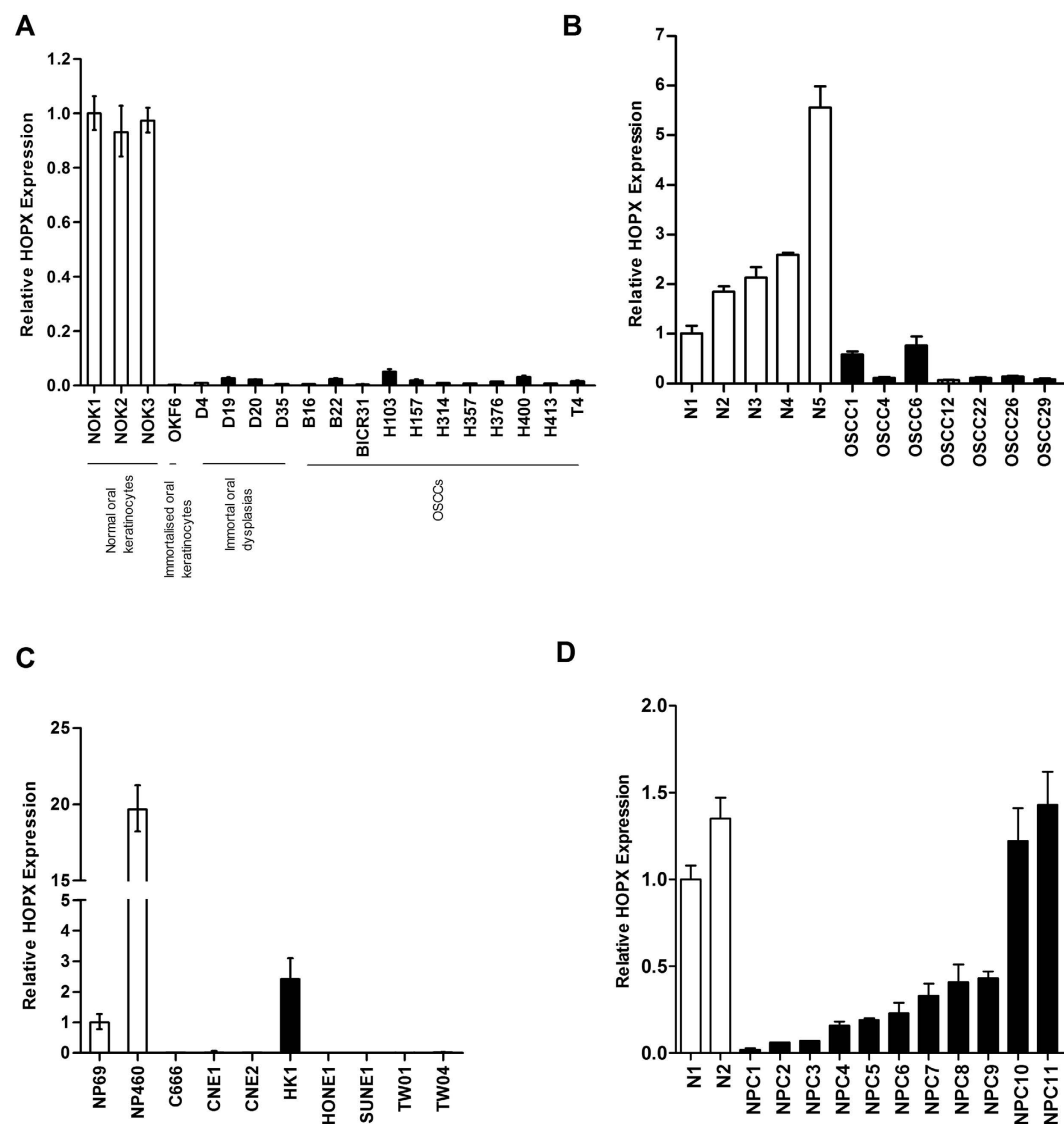 A
Relative HOPX Expression
1.2
1.0
0.8
0.6
0.4
0.2
0.0
NOK1
NOK2
NOK3
OKF6
D4
D19
D20
D35
B16
B22
BICR31
H103
H157
H314
H357
H376
H400
H413
T4
Normal oral
keratinocytes
Immortalised oral
keratinocytes
Immortal oral
dysplasias
OSCCs
B
Relative HOPX Expression
7
6
5
4
3
2
1
0
N1
N2
N3
N4
N5
OSCC1
OSCC4
OSCC6
OSCC12
OSCC22
OSCC26
OSCC29
C
Relative HOPX Expression
25
20
15
5
4
3
2
1
0
NP69
NP460
C666
CNE1
CNE2
HK1
HONE1
SUNE1
TW01
TW04
D
Relative HOPX Expression
2.0
1.5
1.0
0.5
0.0
N1
N2
NPC1
NPC2
NPC3
NPC4
NPC5
NPC6
NPC7
NPC8
NPC9
NPC10
NPC11